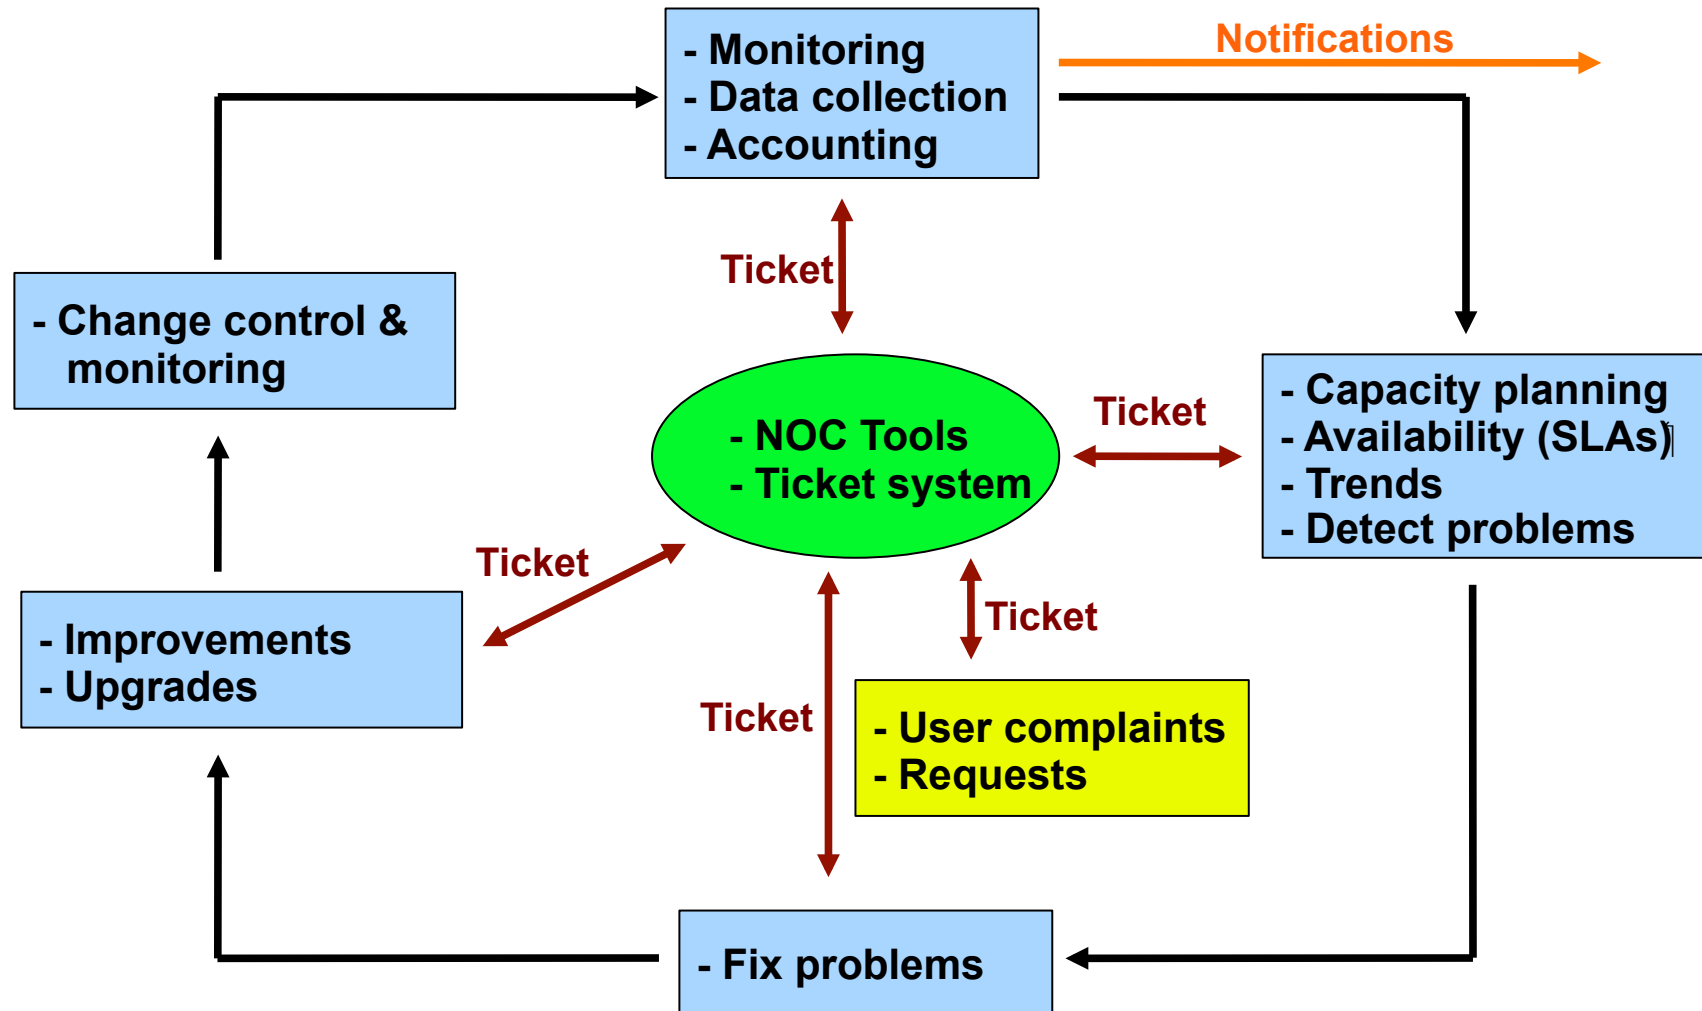 - Monitoring
- Data collection
- Accounting
Notifications
Ticket
- Change control &
monitoring
- NOC Tools
- Ticket system
Ticket
- Capacity planning
- Availability (SLAs)
- Trends
- Detect problems
Ticket
- Improvements
- Upgrades
Ticket
Ticket
- User complaints
- Requests
- Fix problems